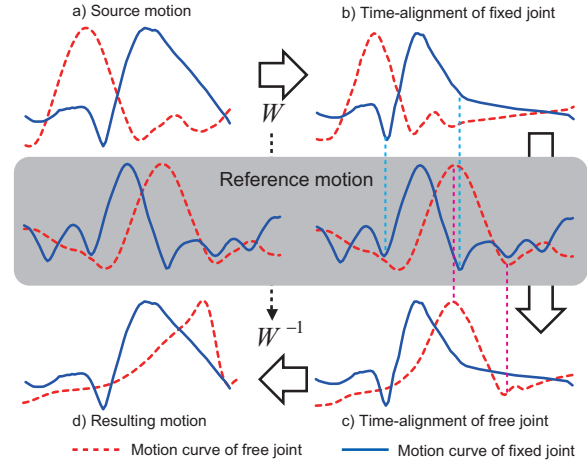 a) Source motion
b) Time-alignment of fixed joint
W
Reference motion
W⁻¹
d) Resulting motion
c) Time-alignment of free joint
Motion curve of free joint
Motion curve of fixed joint